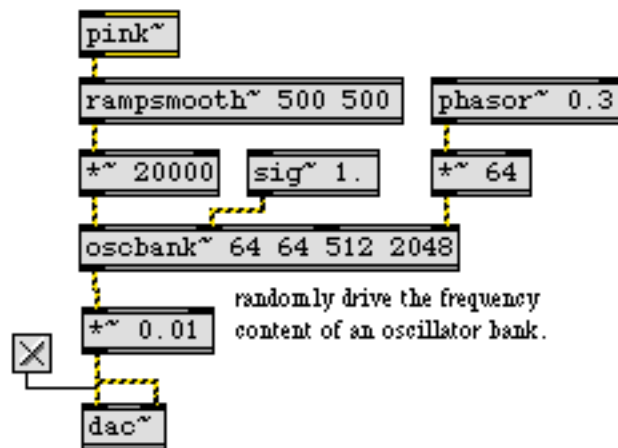 pink~
rampsmooth~ 500 500
phasor~ 0.3
*~ 20000
sig~ 1.
*~ 64
oscbank~ 64 64 512 2048
*~ 0.01
randomly drive the frequency
content of an oscillator bank.
dac~